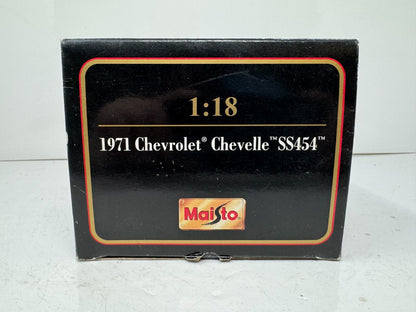 1:18
1971 Chevrolet® Chevelle™ SS454™
Maisto